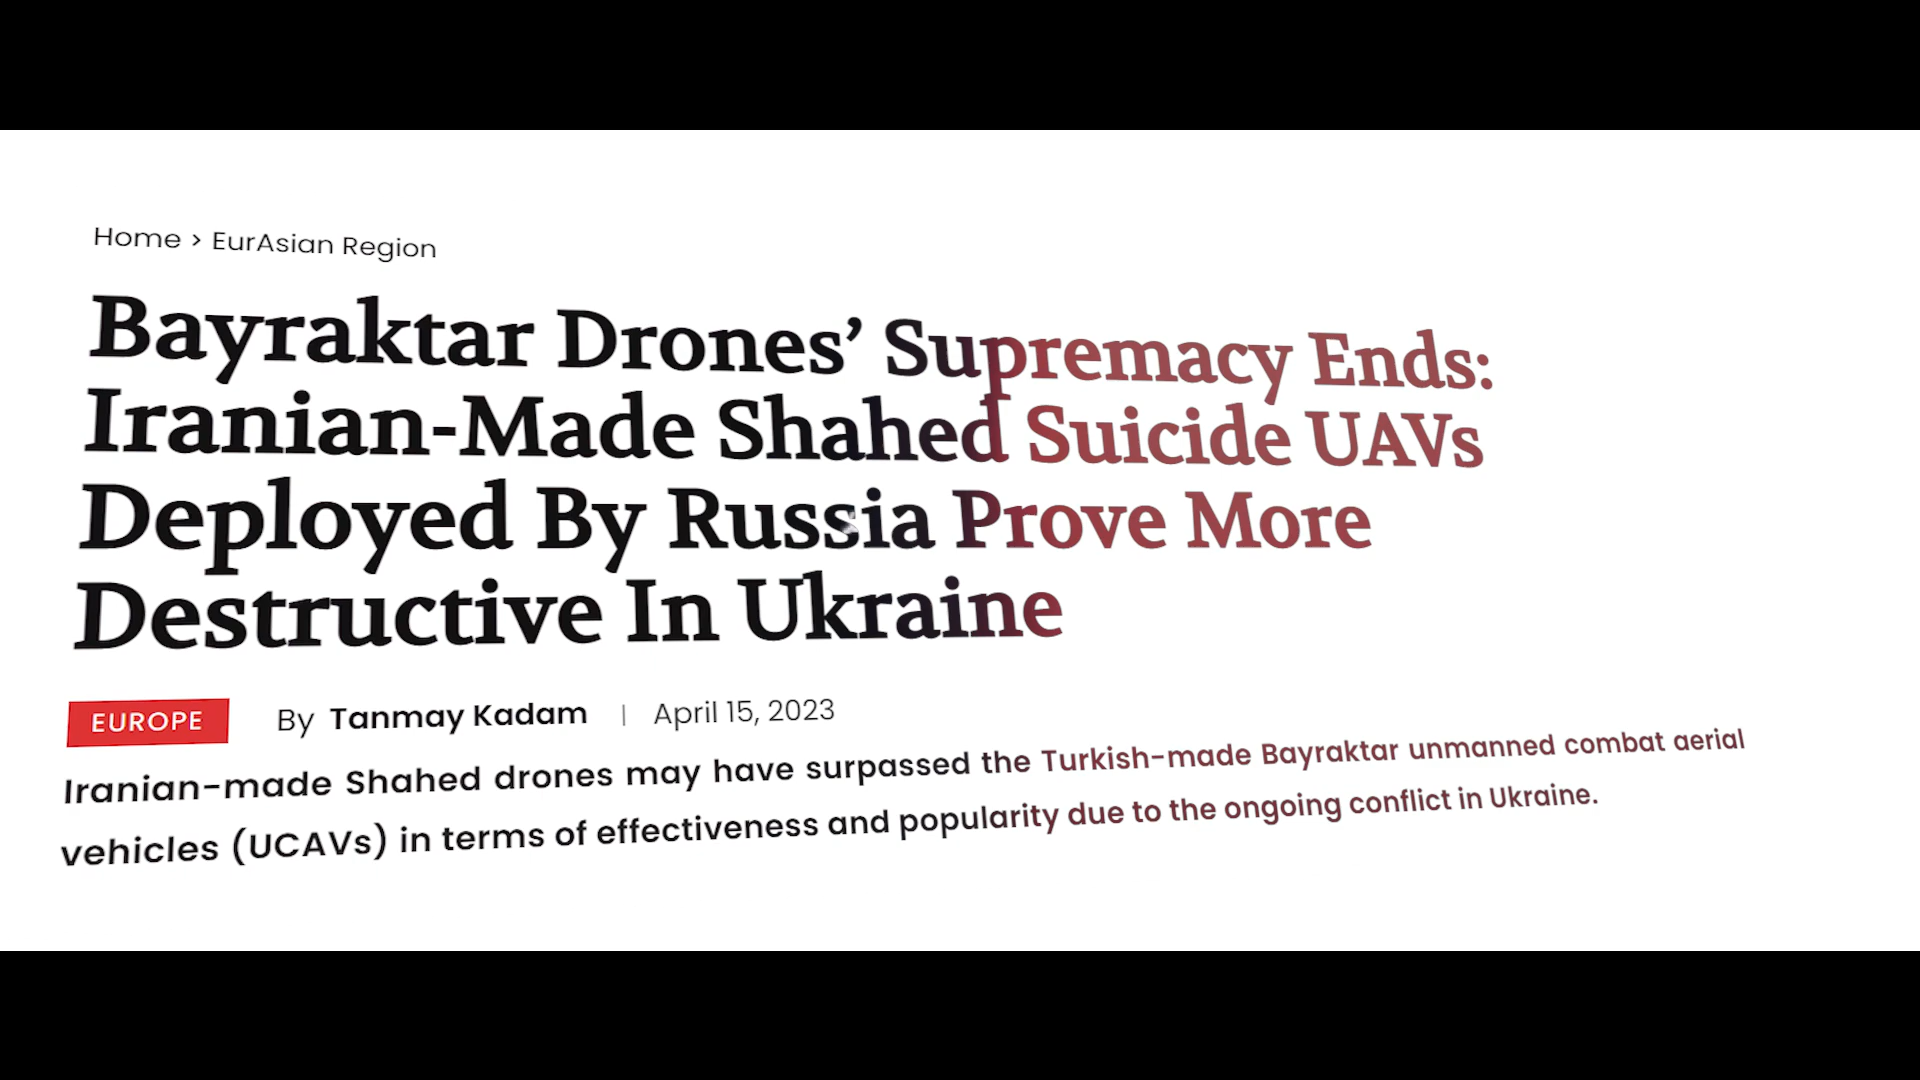 Home > EurAsian Region
Bayraktar Drones’ Supremacy Ends:
Iranian-Made Shahed Suicide UAVs
Deployed By Russia Prove More
Destructive In Ukraine
EUROPE By Tanmay Kadam | April 15, 2023
Iranian-made Shahed drones may have surpassed the Turkish-made Bayraktar unmanned combat aerial
vehicles (UCAVs) in terms of effectiveness and popularity due to the ongoing conflict in Ukraine.